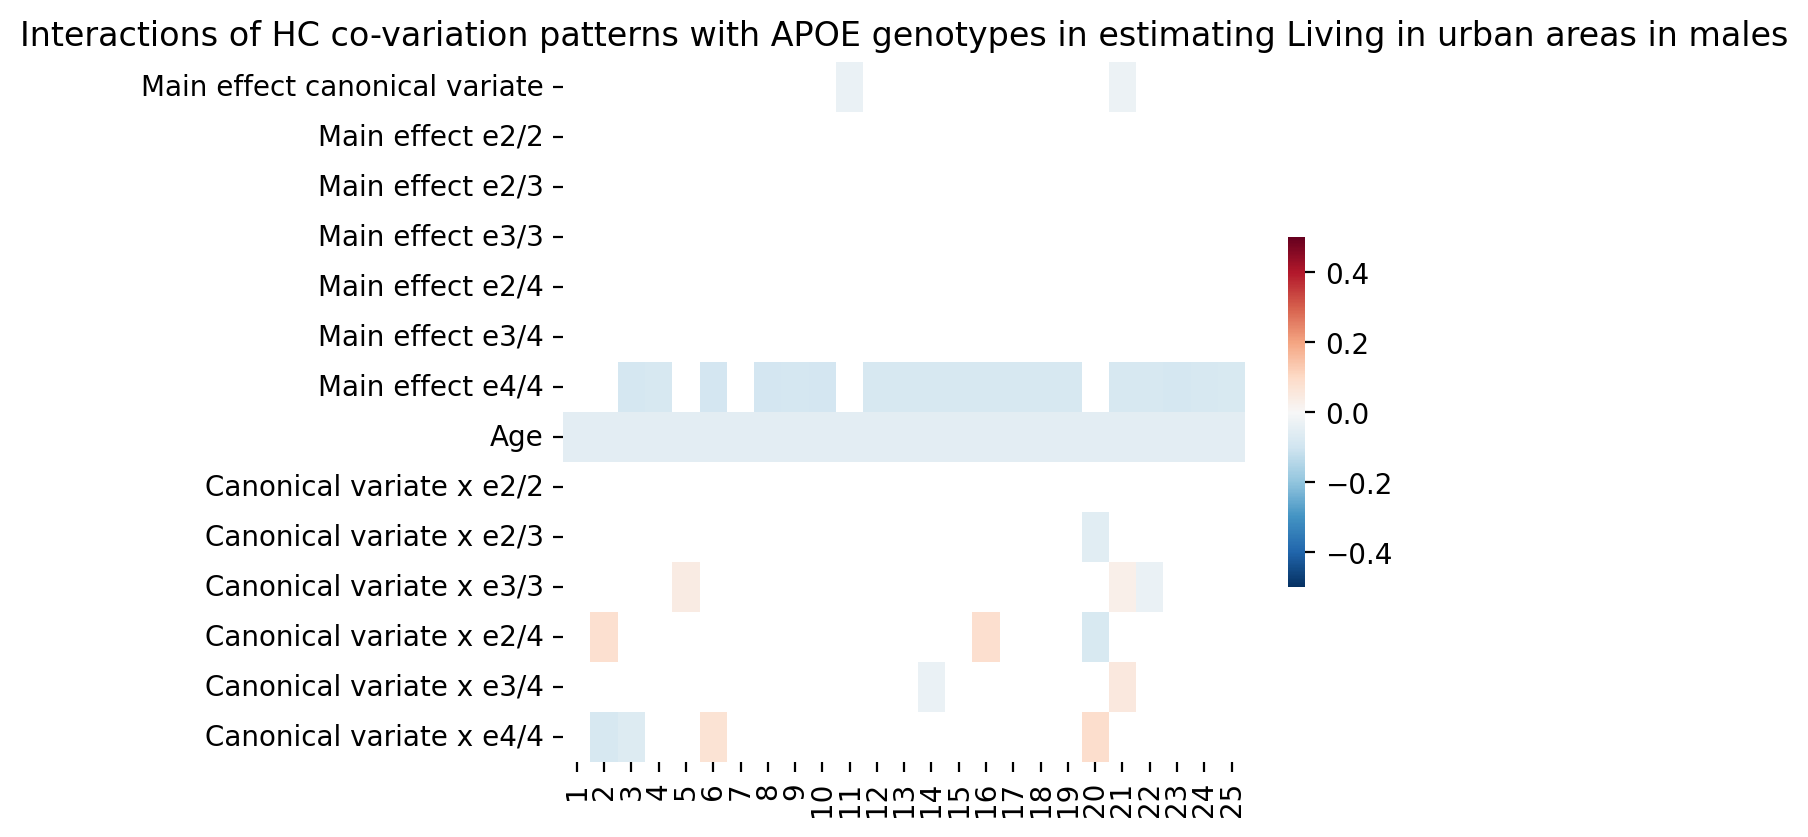 Interactions of HC co-variation patterns with APOE genotypes in estimating Living in urban areas in males
Main effect canonical variate
Main effect e2/2
Main effect e2/3
Main effect e3/3
Main effect e2/4
Main effect e3/4
Main effect e4/4
Age
Canonical variate x e2/2
Canonical variate x e2/3
Canonical variate x e3/3
Canonical variate x e2/4
Canonical variate x e3/4
Canonical variate x e4/4
1 2 3 4 5 6 7 8 9 10 11 12 13 14 15 16 17 18 19 20 21 22 23 24 25
0.4
0.2
0.0
−0.2
−0.4